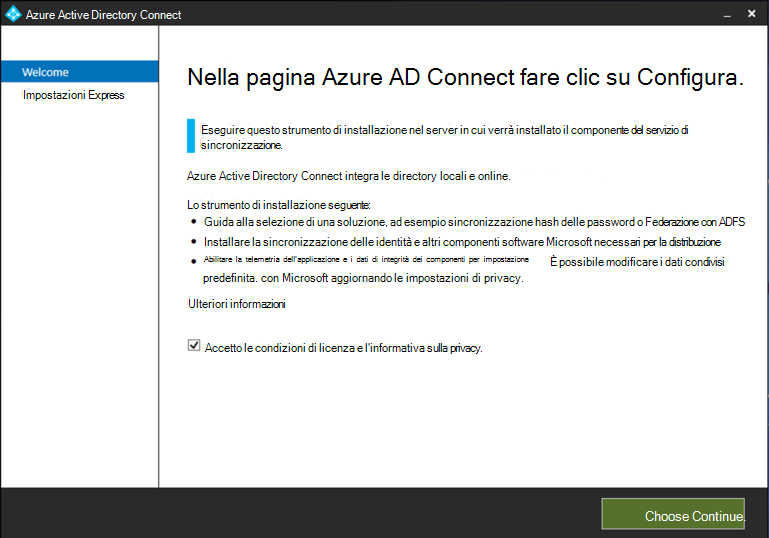 Azure Active Directory Connect
Welcome
Impostazioni Express
Nella pagina Azure AD Connect fare clic su Configura.
Eseguire questo strumento di installazione nel server in cui verrà installato il componente del servizio di
sincronizzazione.
Azure Active Directory Connect integra le directory locali e online.
Lo strumento di installazione seguente:
• Guida alla selezione di una soluzione, ad esempio sincronizzazione hash delle password o Federazione con ADFS
• Installare la sincronizzazione delle identità e altri componenti software Microsoft necessari per la distribuzione
• Abilitare la telemetria dell'applicazione e i dati di integrità dei componenti per impostazione È possibile modificare i dati condivisi
predefinita. con Microsoft aggiornando le impostazioni di privacy.
Ulteriori informazioni
Accetto le condizioni di licenza e l'informativa sulla privacy.
Choose Continue.